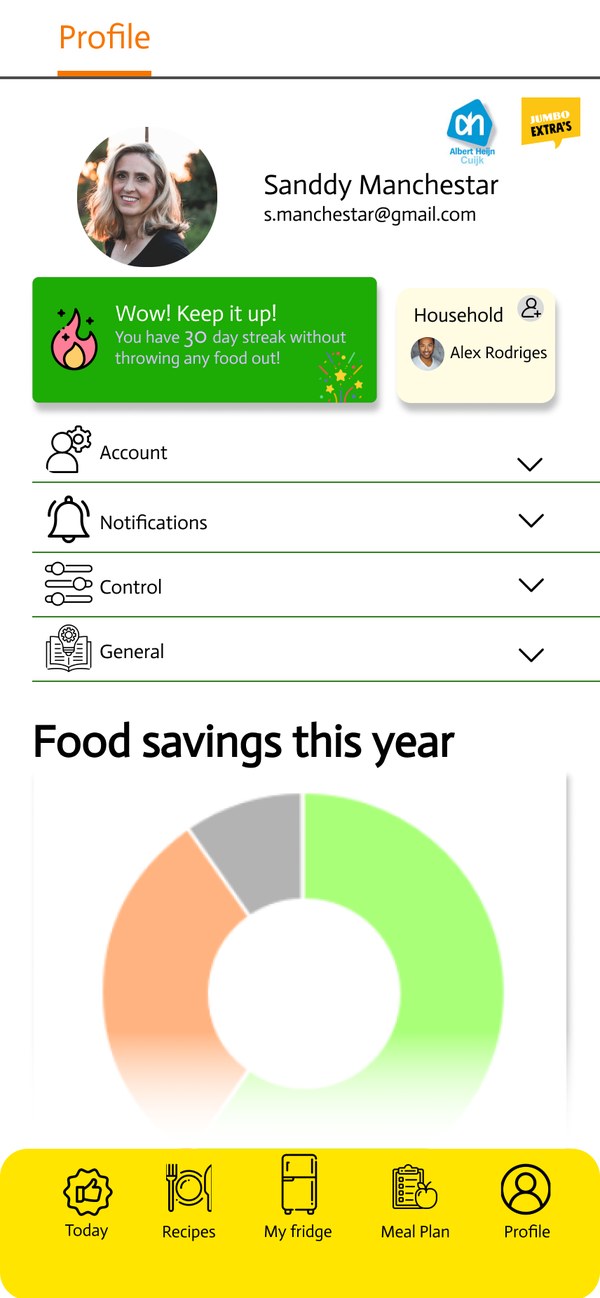 Profile
Albert Heijn
Cuijk
JUMBO
EXTRA'S
Sanddy Manchestar
s.manchestar@gmail.com
Wow! Keep it up!
You have 30 day streak without
throwing any food out!
Household
Alex Rodriges
Account
Notifications
Control
General
Food savings this year
Today
Recipes
My fridge
Meal Plan
Profile